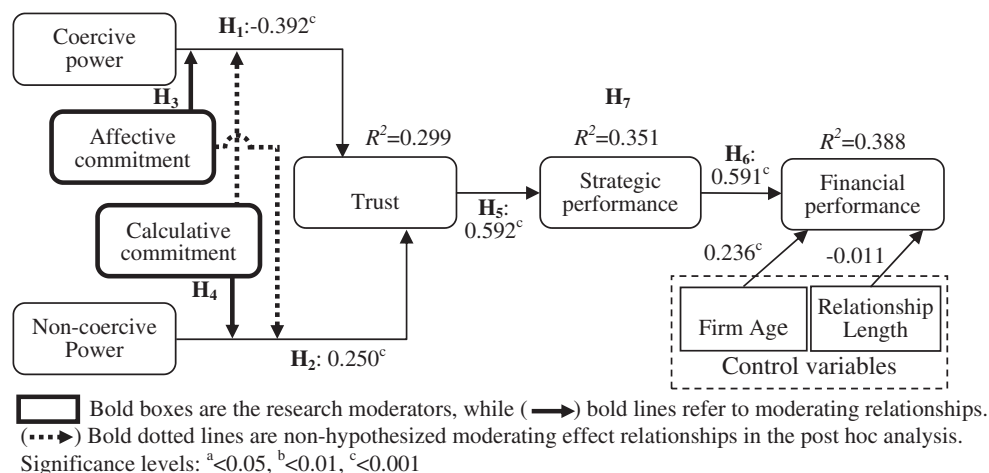 H1:-0.392c
Coercive
power
H3
H7
Affective
commitment
R2=0.299
R2=0.351
H6:
0.591c
R2=0.388
Trust
Strategic
performance
Financial
performance
H5:
0.592c
Calculative
commitment
H4
0.236c
-0.011
Non-coercive
Power
H2: 0.250c
Firm Age
Relationship
Length
Control variables
Bold boxes are the research moderators, while ( ) bold lines refer to moderating relationships.
( ) Bold dotted lines are non-hypothesized moderating effect relationships in the post hoc analysis.
Significance levels: a<0.05, b<0.01, c<0.001